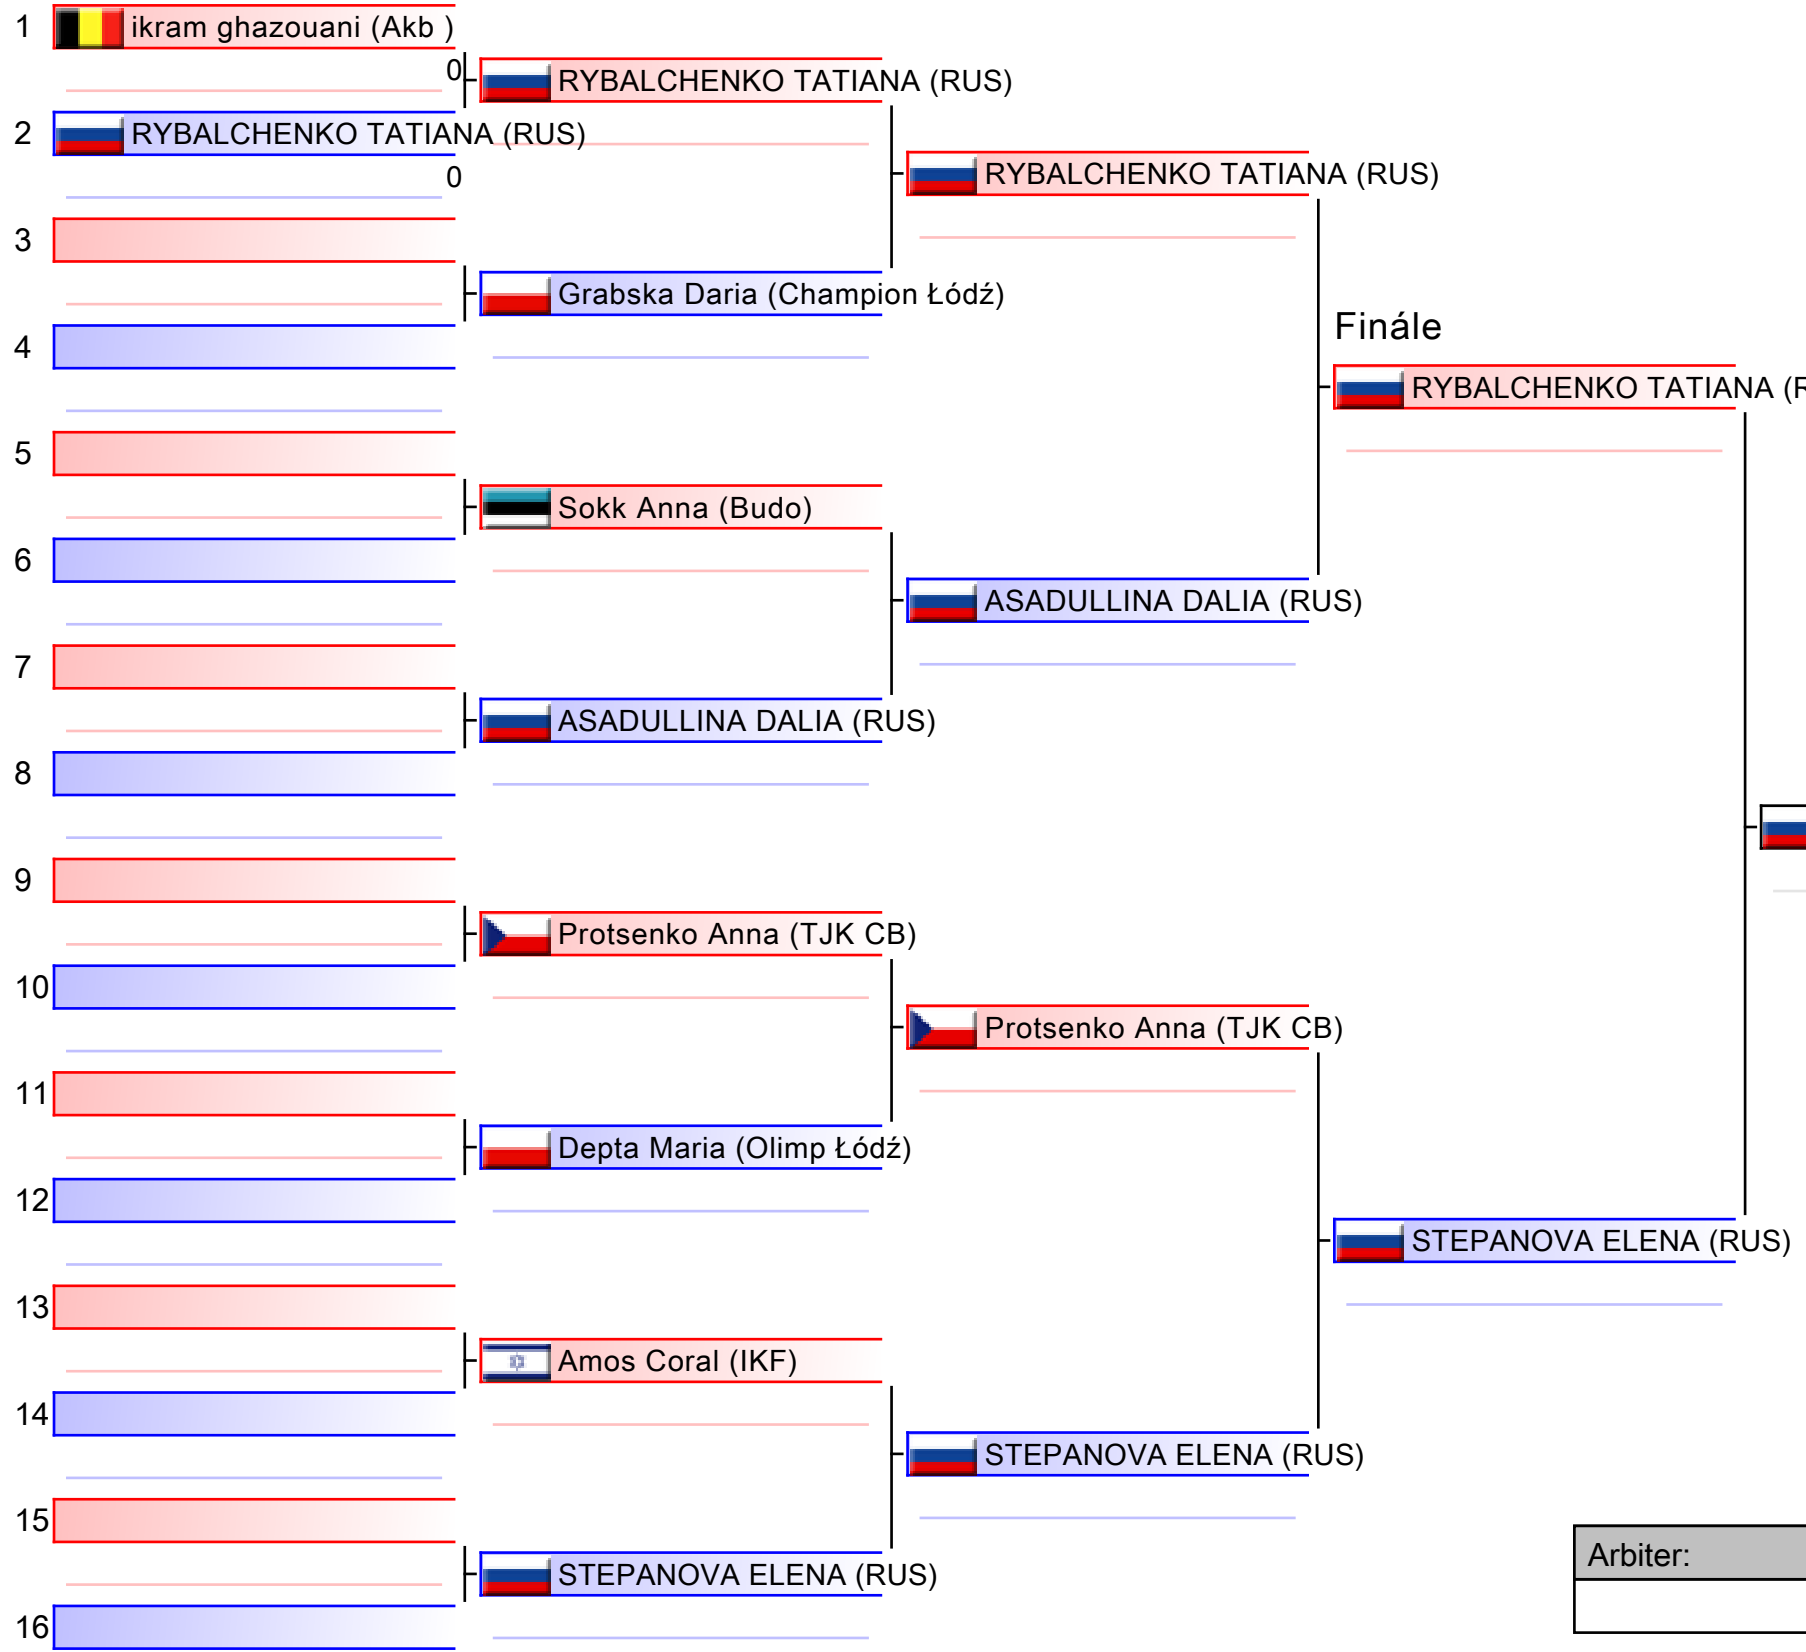 1 ikram ghazouani (Akb )
0 RYBALCHENKO TATIANA (RUS)
2 RYBALCHENKO TATIANA (RUS)
RYBALCHENKO TATIANA (RUS)
0
3
Grabska Daria (Champion Łódź)
Finále
4
RYBALCHENKO TATIANA (R
5
Sokk Anna (Budo)
6
ASADULLINA DALIA (RUS)
7
ASADULLINA DALIA (RUS)
8
9
Protsenko Anna (TJK CB)
10
Protsenko Anna (TJK CB)
11
Depta Maria (Olimp Łódź)
12
STEPANOVA ELENA (RUS)
13
Amos Coral (IKF)
14
STEPANOVA ELENA (RUS)
15
Arbiter:
STEPANOVA ELENA (RUS)
16